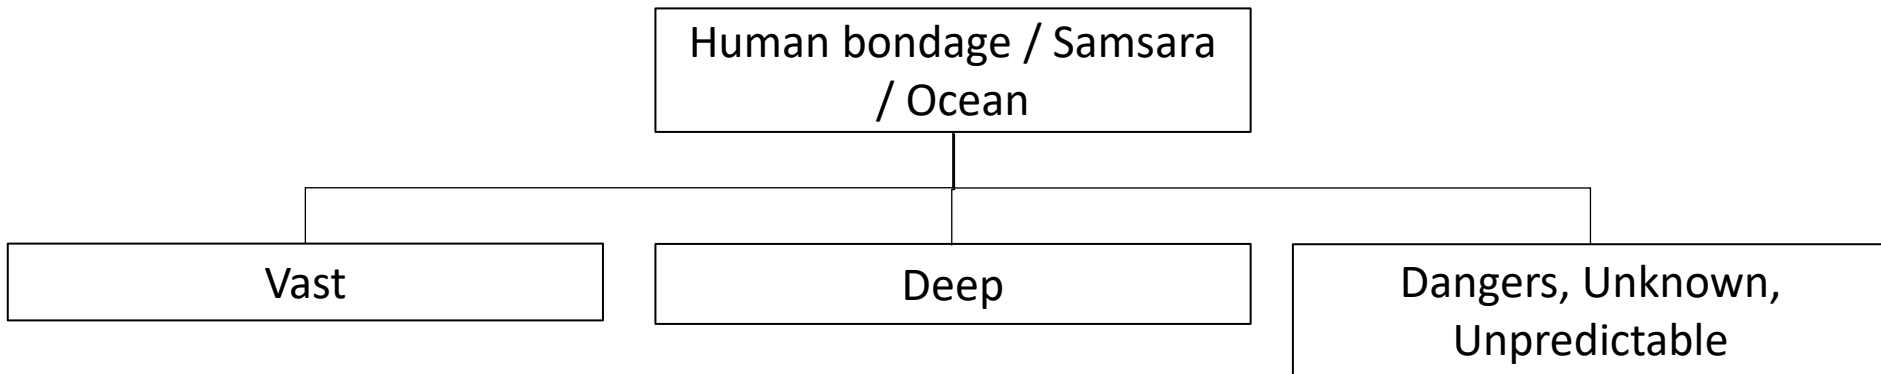 Human bondage / Samsara
/ Ocean
Vast
Deep
Dangers, Unknown,
Unpredictable